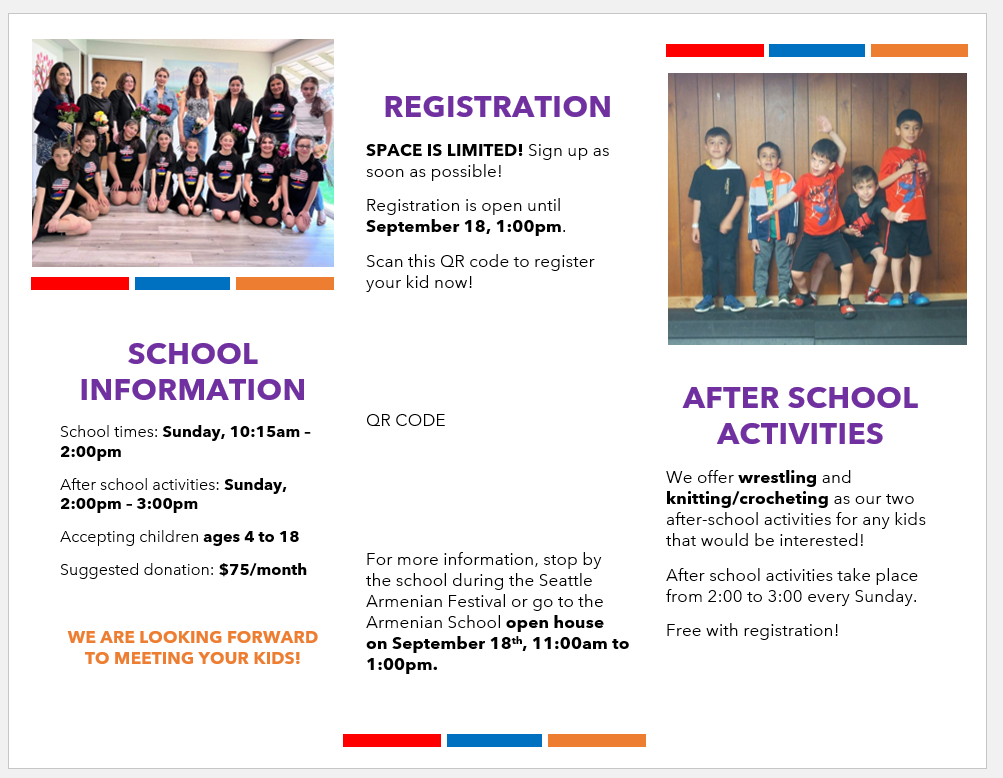 SCHOOL
INFORMATION
School times: Sunday, 10:15am –
2:00pm
After school activities: Sunday,
2:00pm – 3:00pm
Accepting children ages 4 to 18
Suggested donation: $75/month
WE ARE LOOKING FORWARD
TO MEETING YOUR KIDS!
REGISTRATION
SPACE IS LIMITED! Sign up as
soon as possible!
Registration is open until
September 18, 1:00pm.
Scan this QR code to register
your kid now!
QR CODE
For more information, stop by
the school during the Seattle
Armenian Festival or go to the
Armenian School open house
on September 18th, 11:00am to
1:00pm.
AFTER SCHOOL
ACTIVITIES
We offer wrestling and
knitting/crocheting as our two
after-school activities for any kids
that would be interested!
After school activities take place
from 2:00 to 3:00 every Sunday.
Free with registration!